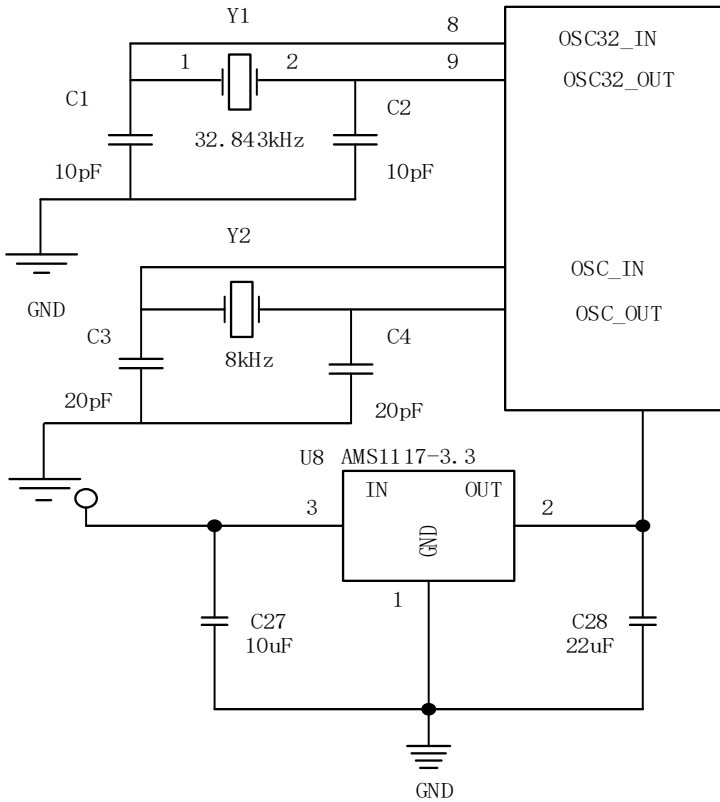 Y1
8
OSC32_IN
1
2
9
OSC32_OUT
C1
C2
32.843kHz
10pF
10pF
Y2
OSC_IN
GND
OSC_OUT
C3
C4
8kHz
20pF
20pF
U8 AMS1117-3.3
IN
OUT
3
2
GND
1
C27
C28
10uF
22uF
GND